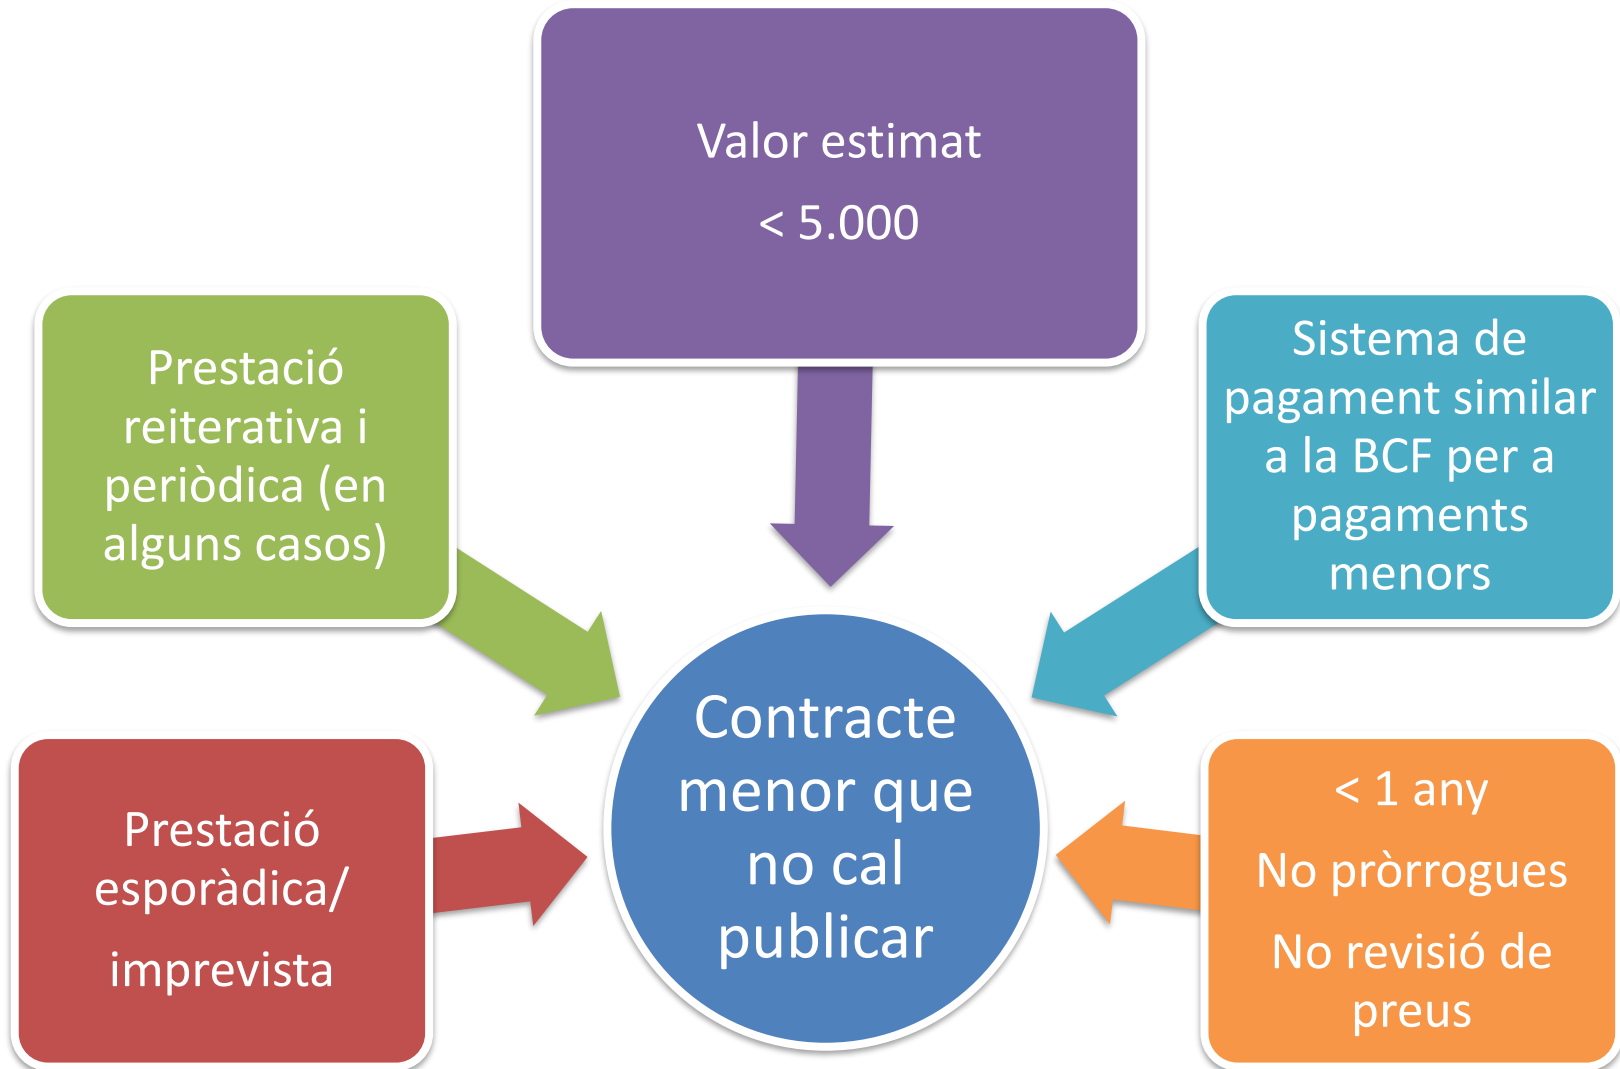 Valor estimat
< 5.000
Prestació
reiterativa i
periòdica (en
alguns casos)
Sistema de
pagament similar
a la BCF per a
pagaments
menors
Prestació
esporàdica/
imprevista
Contracte
menor que
no cal
publicar
< 1 any
No pròrrogues
No revisió de
preus